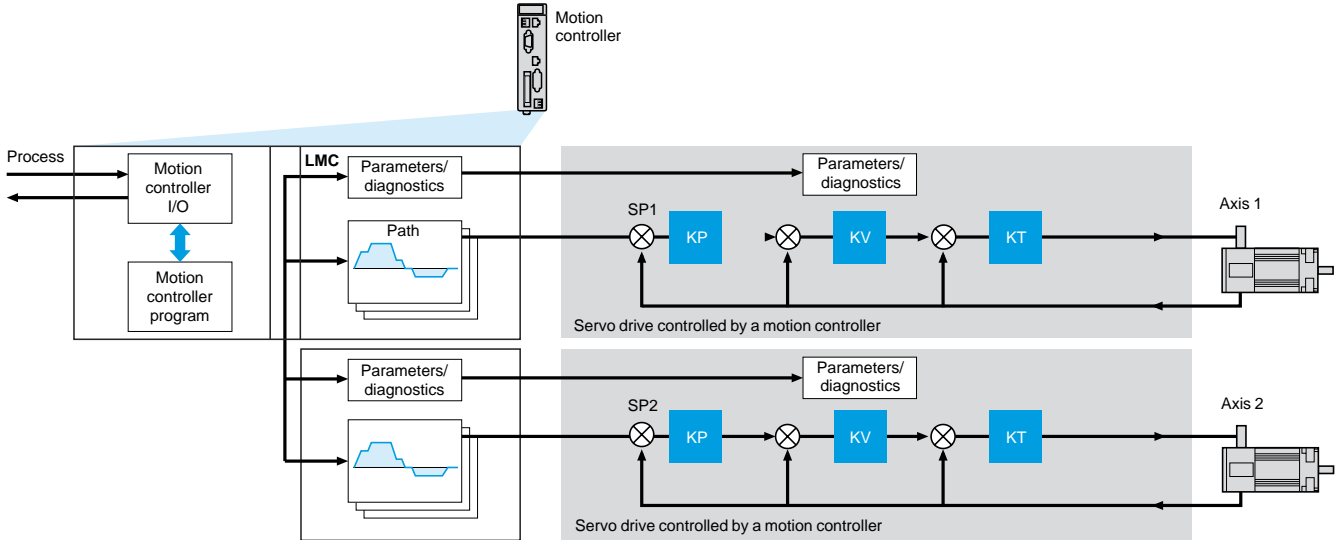 Motion
controller
Process
Motion
controller
I/O
Motion
controller
program
LMC
Parameters/
diagnostics
Path
Parameters/
diagnostics
SP1
KP
KV
KT
Axis 1
Servo drive controlled by a motion controller
Parameters/
diagnostics
Parameters/
diagnostics
SP2
KP
KV
KT
Axis 2
Servo drive controlled by a motion controller